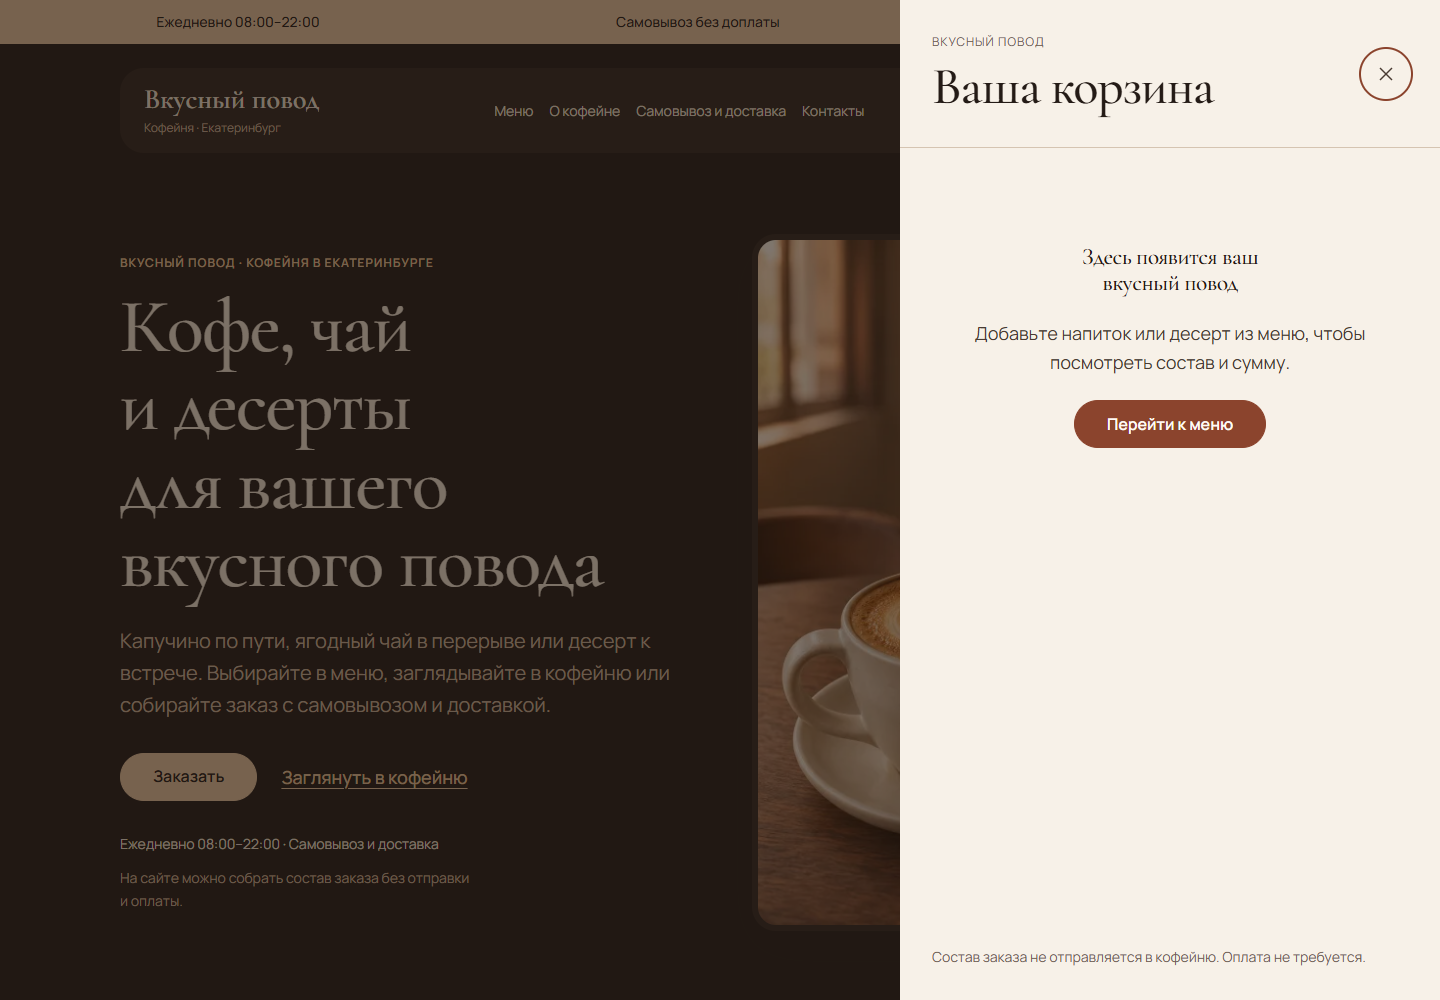 Ежедневно 08:00–22:00
Самовывоз без доплаты
Вкусный повод
Кофейня · Екатеринбург
Меню
О кофейне
Самовывоз и доставка
Контакты
ВКУСНЫЙ ПОВОД · КОФЕЙНЯ В ЕКАТЕРИНБУРГЕ
Кофе, чай
и десерты
для вашего
вкусного повода
Капучино по пути, ягодный чай в перерыве или десерт к
встрече. Выбирайте в меню, заглядывайте в кофейню или
собирайте заказ с самовывозом и доставкой.
Заказать
Заглянуть в кофейню
Ежедневно 08:00–22:00 · Самовывоз и доставка
На сайте можно собрать состав заказа без отправки
и оплаты.
ВКУСНЫЙ ПОВОД
Ваша корзина
Здесь появится ваш
вкусный повод
Добавьте напиток или десерт из меню, чтобы
посмотреть состав и сумму.
Перейти к меню
Состав заказа не отправляется в кофейню. Оплата не требуется.